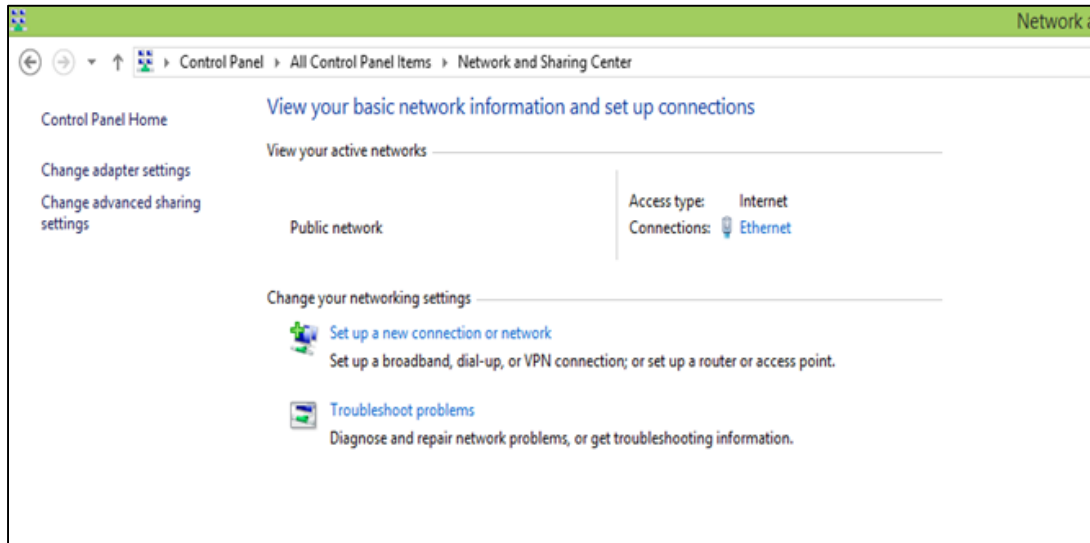 Network a
Control Panel ▸ All Control Panel Items ▸ Network and Sharing Center
Control Panel Home
Change adapter settings
Change advanced sharing
settings
View your basic network information and set up connections
View your active networks
Public network
Access type: Internet
Connections: Ethernet
Change your networking settings
Set up a new connection or network
Set up a broadband, dial-up, or VPN connection; or set up a router or access point.
Troubleshoot problems
Diagnose and repair network problems, or get troubleshooting information.